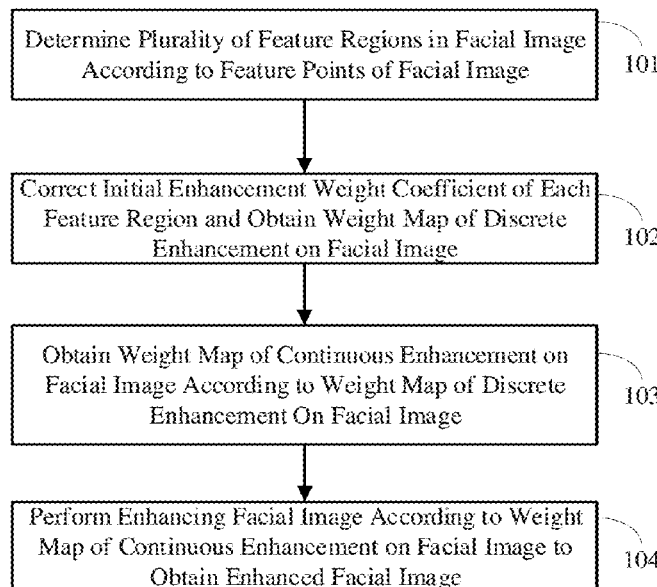 Determine Plurality of Feature Regions in Facial Image
According to Feature Points of Facial Image
101
Correct Initial Enhancement Weight Coefficient of Each
Feature Region and Obtain Weight Map of Discrete
Enhancement on Facial Image
102
Obtain Weight Map of Continuous Enhancement on
Facial Image According to Weight Map of Discrete
Enhancement On Facial Image
103
Perform Enhancing Facial Image According to Weight
Map of Continuous Enhancement on Facial Image to
Obtain Enhanced Facial Image
104